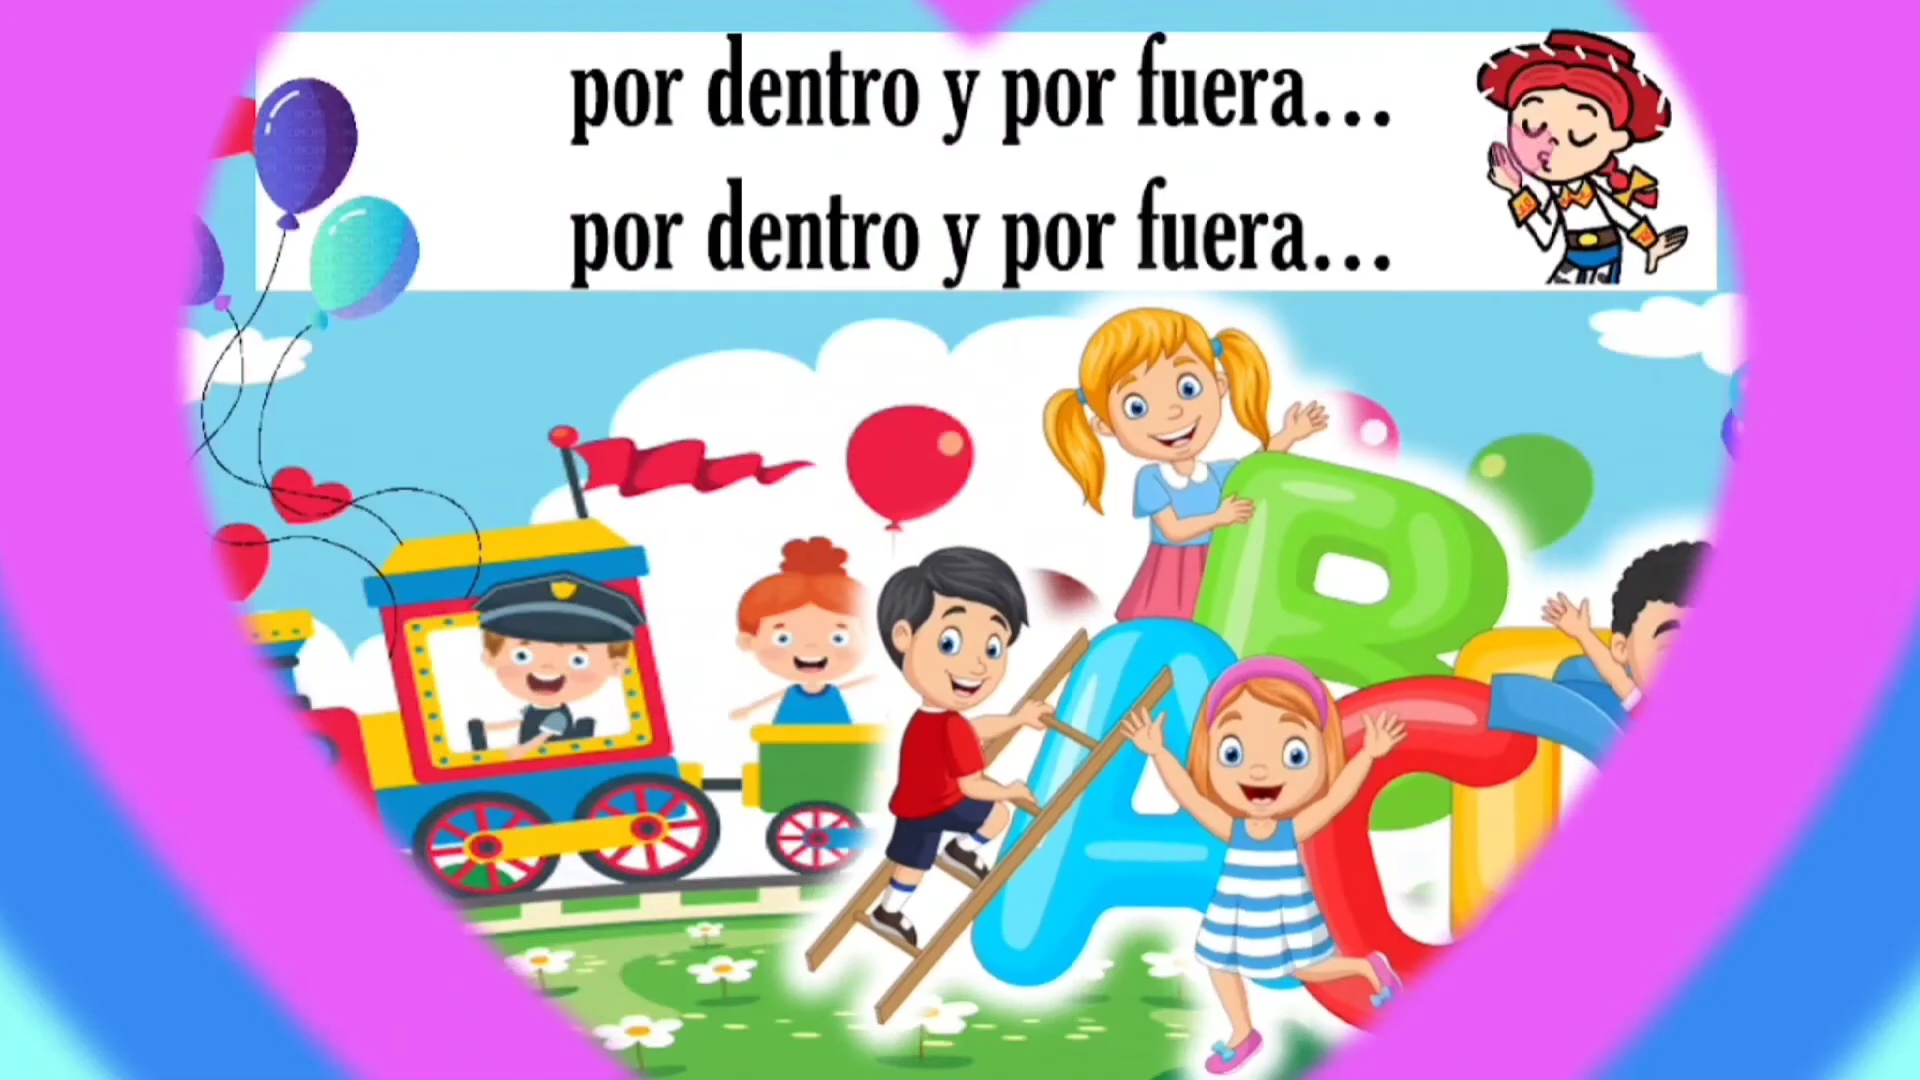 por dentro y por fuera...
por dentro y por fuera...
B
A C